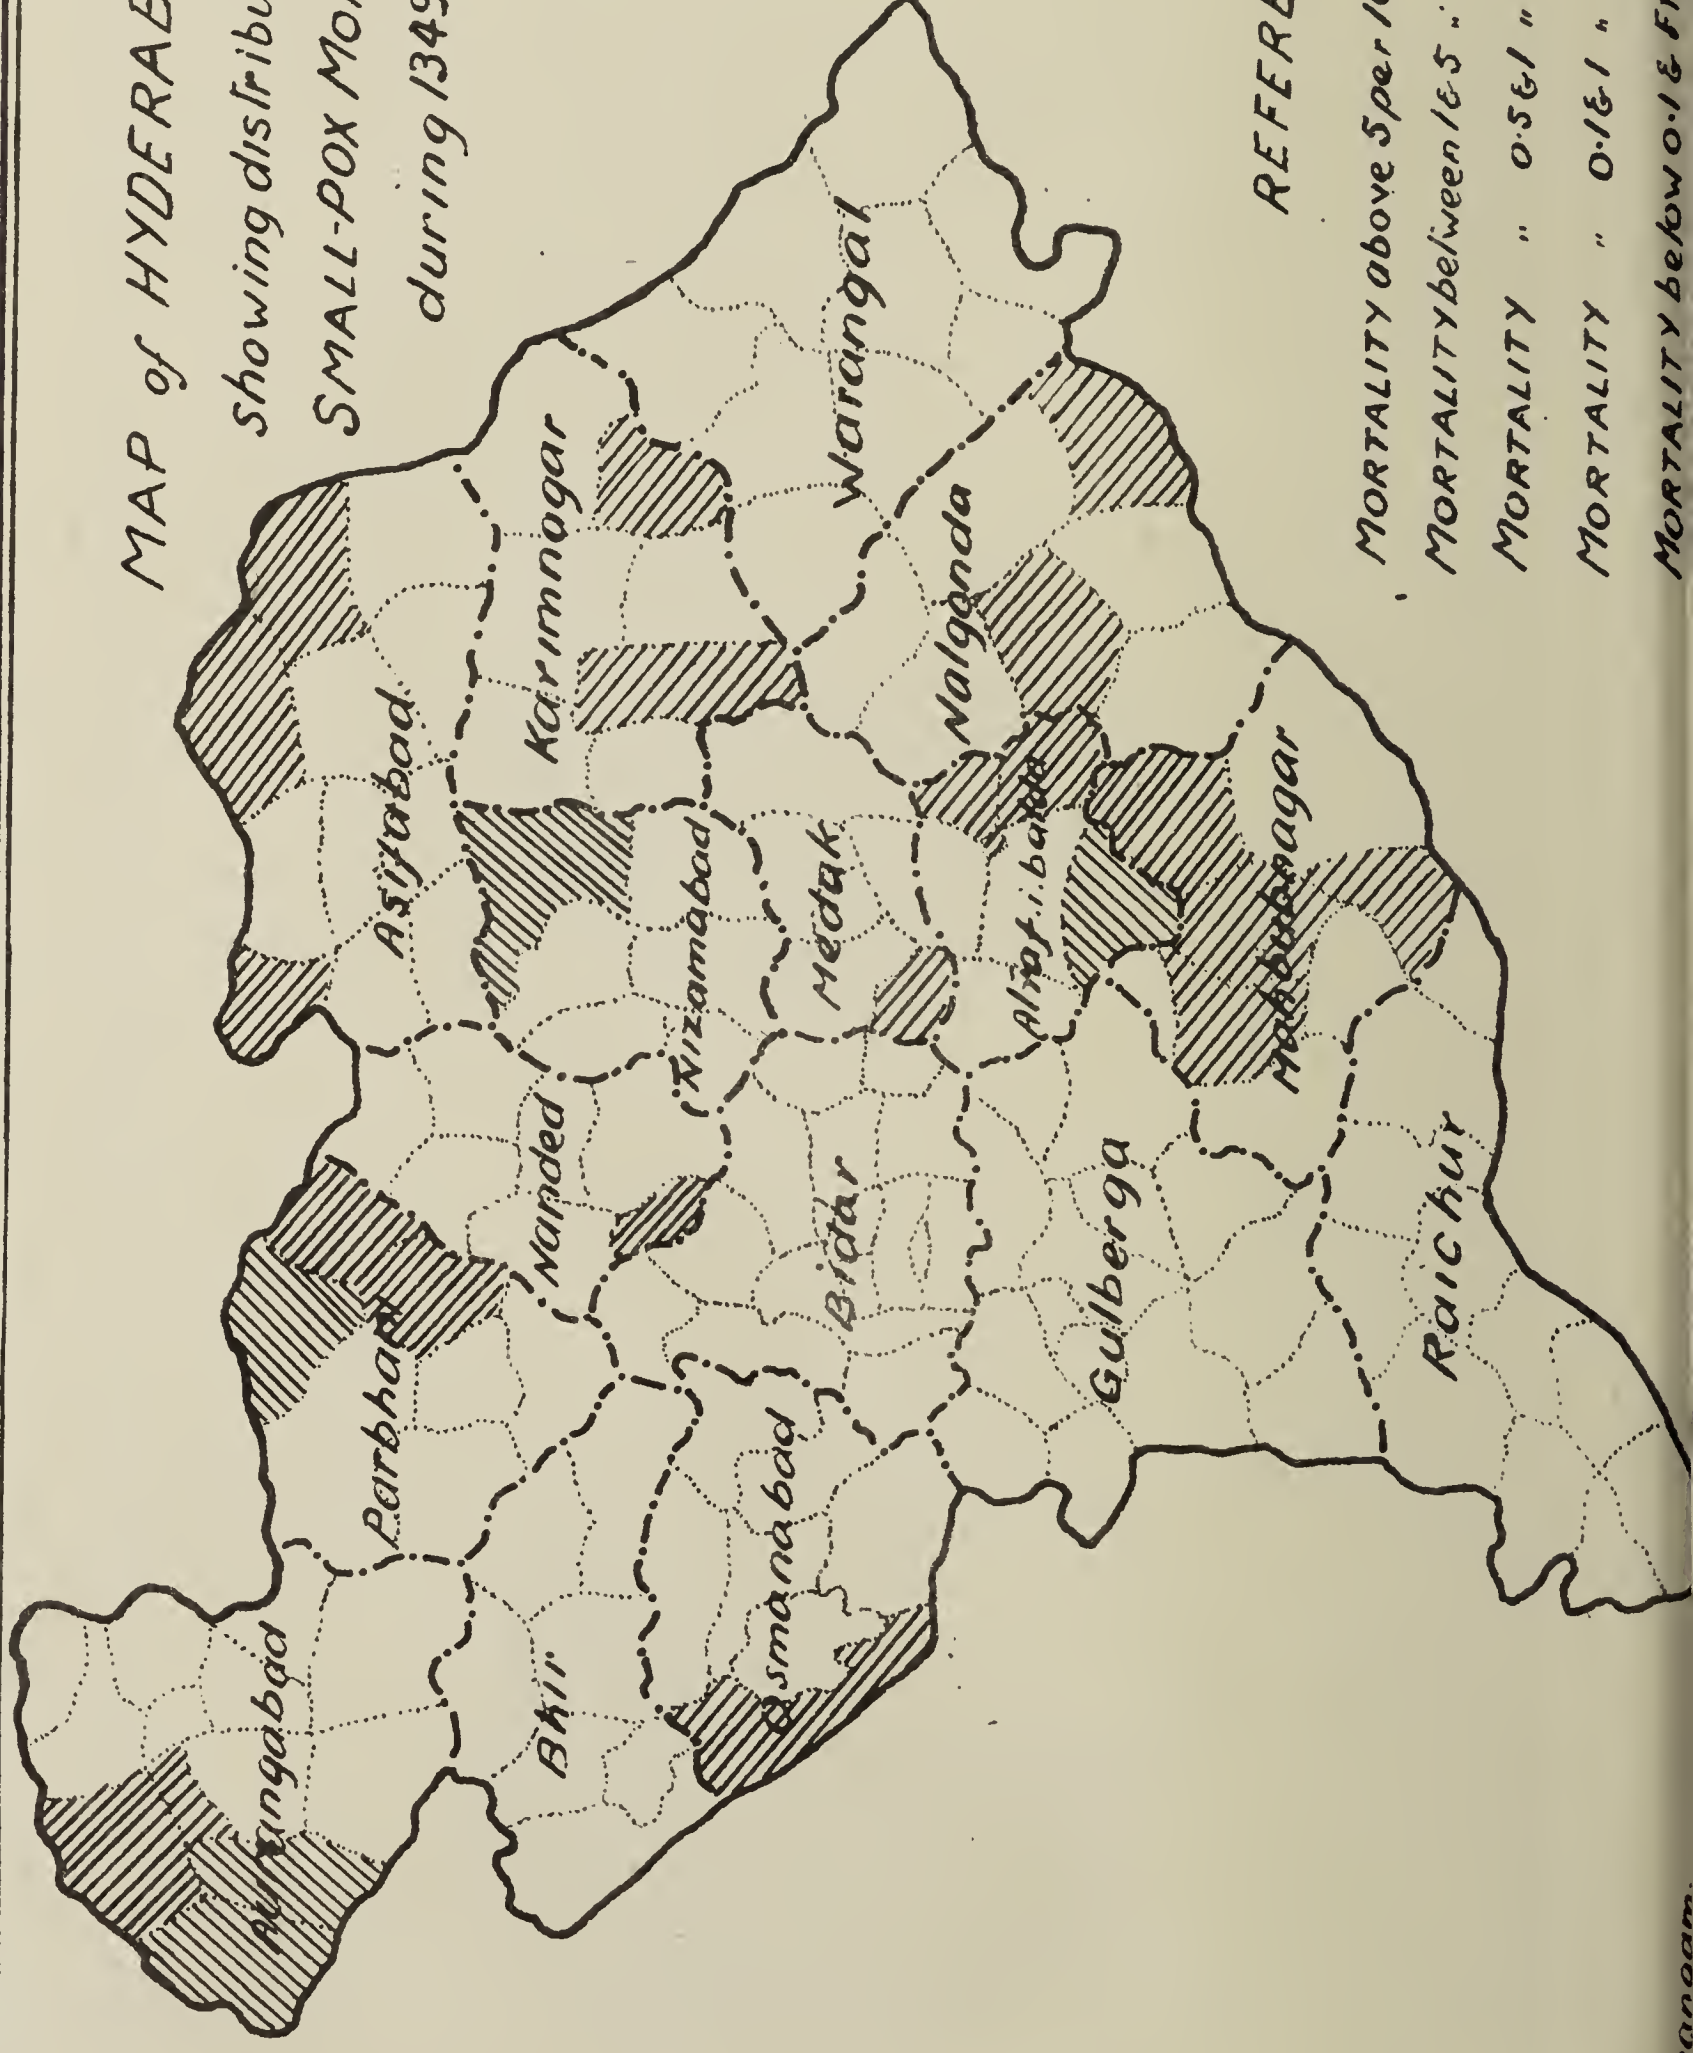 MAP of HYDERAB
showing distribu
SMALL-POX MOR
during 1349
REFERE
MORTALITY above 5 per 10
MORTALITY between 1 & 5 "
MORTALITY " 0.5 & 1 "
MORTALITY " 0.1 & 1 "
MORTALITY below 0.1 &
Aurangabad
Parbhani
Asifabad
Bhir
Nanded
Karimnagar
Osmanabad
Nizamabad
Bidar
Medak
Warangal
Gulberga
Nalgonda
Raichur
Mahbubnagar